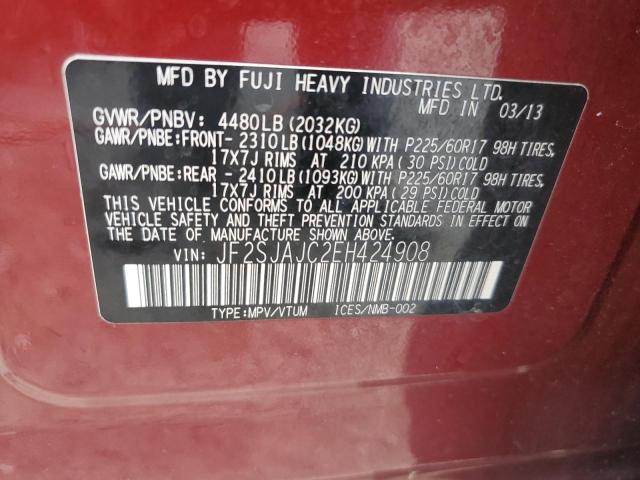 MFD BY FUJI HEAVY INDUSTRIES LTD.
MFD IN 03/13
GVWR/PNBV: 4480LB(2032KG)
GAWR/PNBE:FRONT- 2310LB(1048KG)WITH P225/60R17 98H TIRES,
17X7J RIMS AT 210 KPA(30 PSI)COLD
GAWR/PNBE:REAR -2410LB(1093KG)WITH P225/60R17 98H TIRES,
17X7J RIMS AT 200 KPA(29 PSI)COLD
THIS VEHICLE CONFORMS TO ALL APPLICABLE FEDERAL MOTOR
VEHICLE SAFETY AND THEFT PREVENTION STANDARDS IN EFFECT ON
THE DATE OF MANUFACTURE SHOWN ABOVE.
VIN: JF2SJAJC2EH424908
TYPE:MPV/VTUM ICES/NMB-002